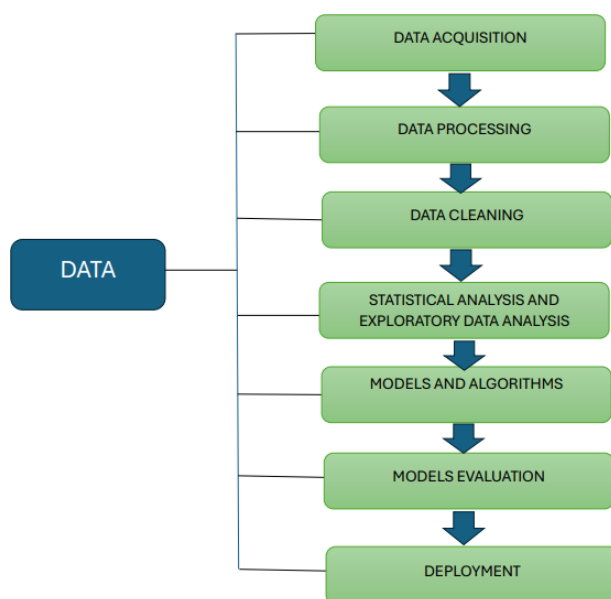 DATA ACQUISITION
DATA PROCESSING
DATA CLEANING
DATA
STATISTICAL ANALYSIS AND
EXPLORATORY DATA ANALYSIS
MODELS AND ALGORITHMS
MODELS EVALUATION
DEPLOYMENT